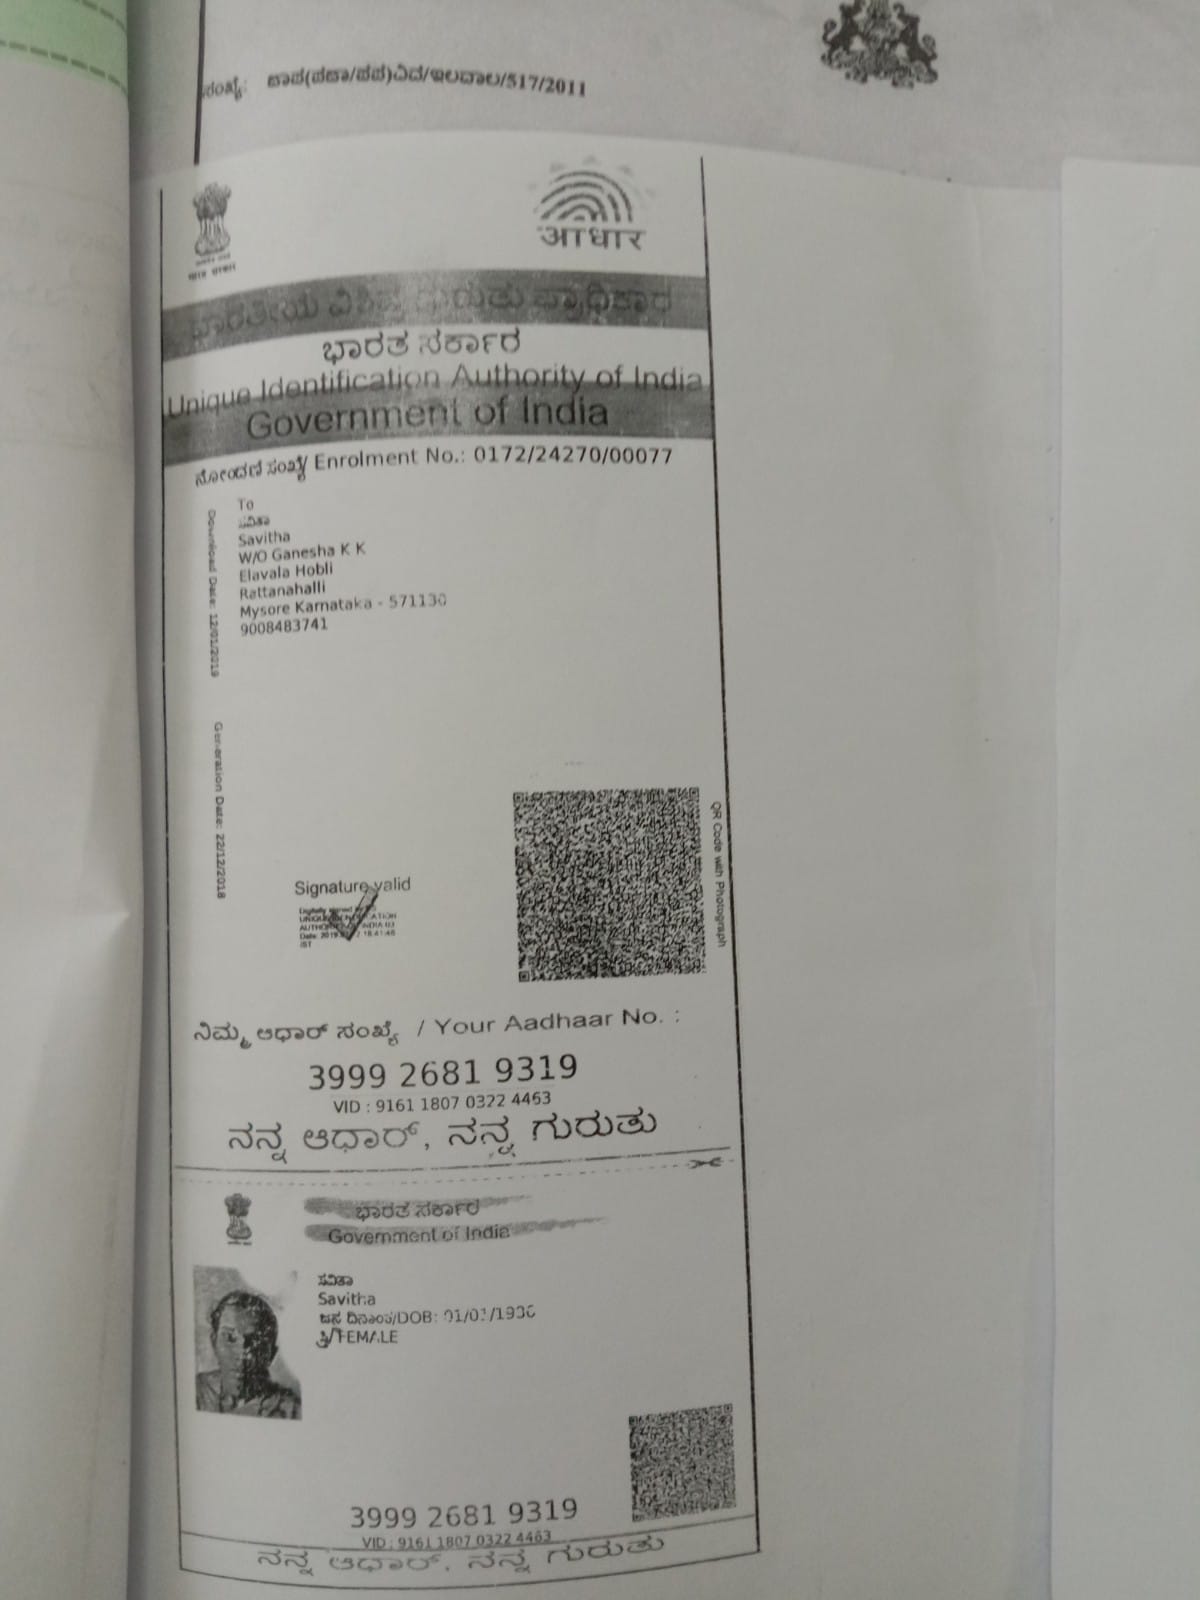 ಸಂಖ್ಯೆ: 517/2011
आधार
ಭಾರತೀಯ ವಿಶಿಷ್ಟ ಗುರುತು ಪ್ರಾಧಿಕಾರ
ಭಾರತ ಸರ್ಕಾರ
Unique Identification Authority of India
Government of India
ನೋಂದಣಿ ಸಂಖ್ಯೆ/ Enrolment No.: 0172/24270/00077
To
ಸವಿತಾ
Savitha
W/O Ganesha K K
Elavala Hobli
Rattanahalli
Mysore Karnataka - 571130
9008483741
Download Date: 12/01/2019
Generation Date: 22/12/2018
Signature valid
QR Code with Photograph
ನಿಮ್ಮ ಆಧಾರ್ ಸಂಖ್ಯೆ / Your Aadhaar No. :
3999 2681 9319
VID : 9161 1807 0322 4463
ನನ್ನ ಆಧಾರ್, ನನ್ನ ಗುರುತು
ಭಾರತ ಸರ್ಕಾರ
Government of India
ಸವಿತಾ
Savitha
ಜನ್ಮ ದಿನಾಂಕ/DOB:
FEMALE
3999 2681 9319
VID : 9161 1807 0322 4463
ನನ್ನ ಆಧಾರ್, ನನ್ನ ಗುರುತು